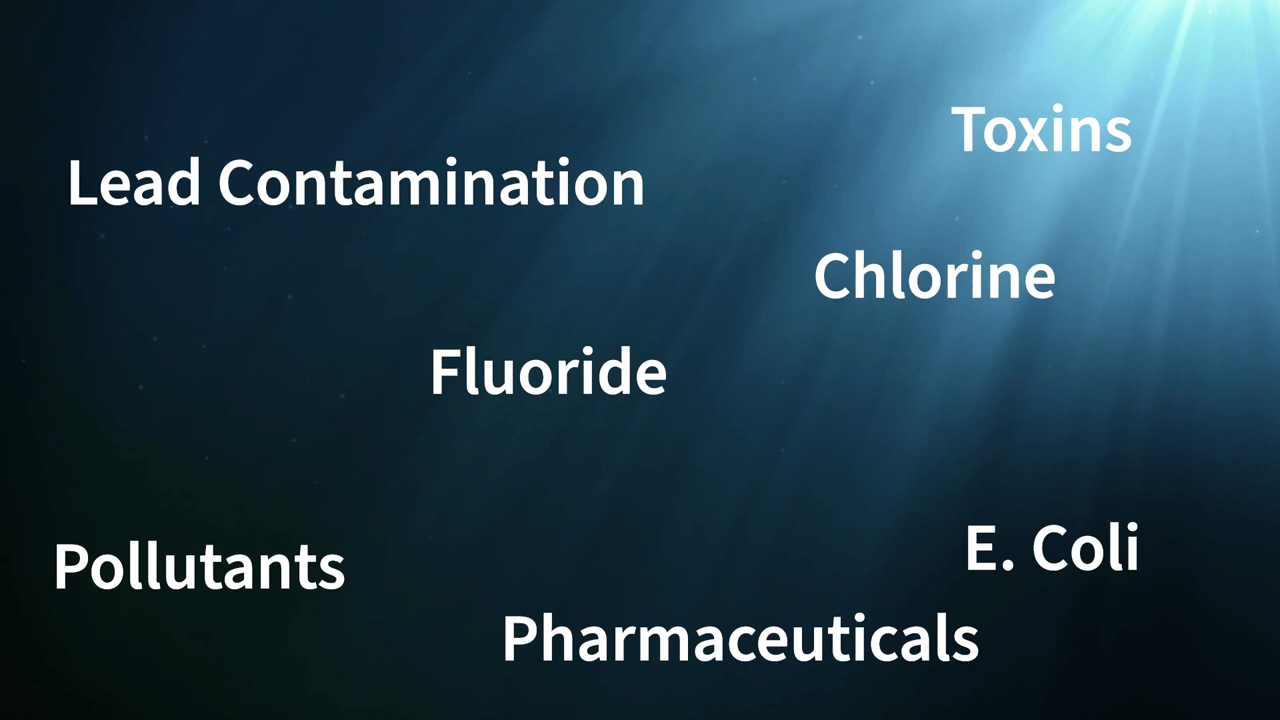 Toxins
Lead Contamination
Chlorine
Fluoride
E. Coli
Pollutants
Pharmaceuticals